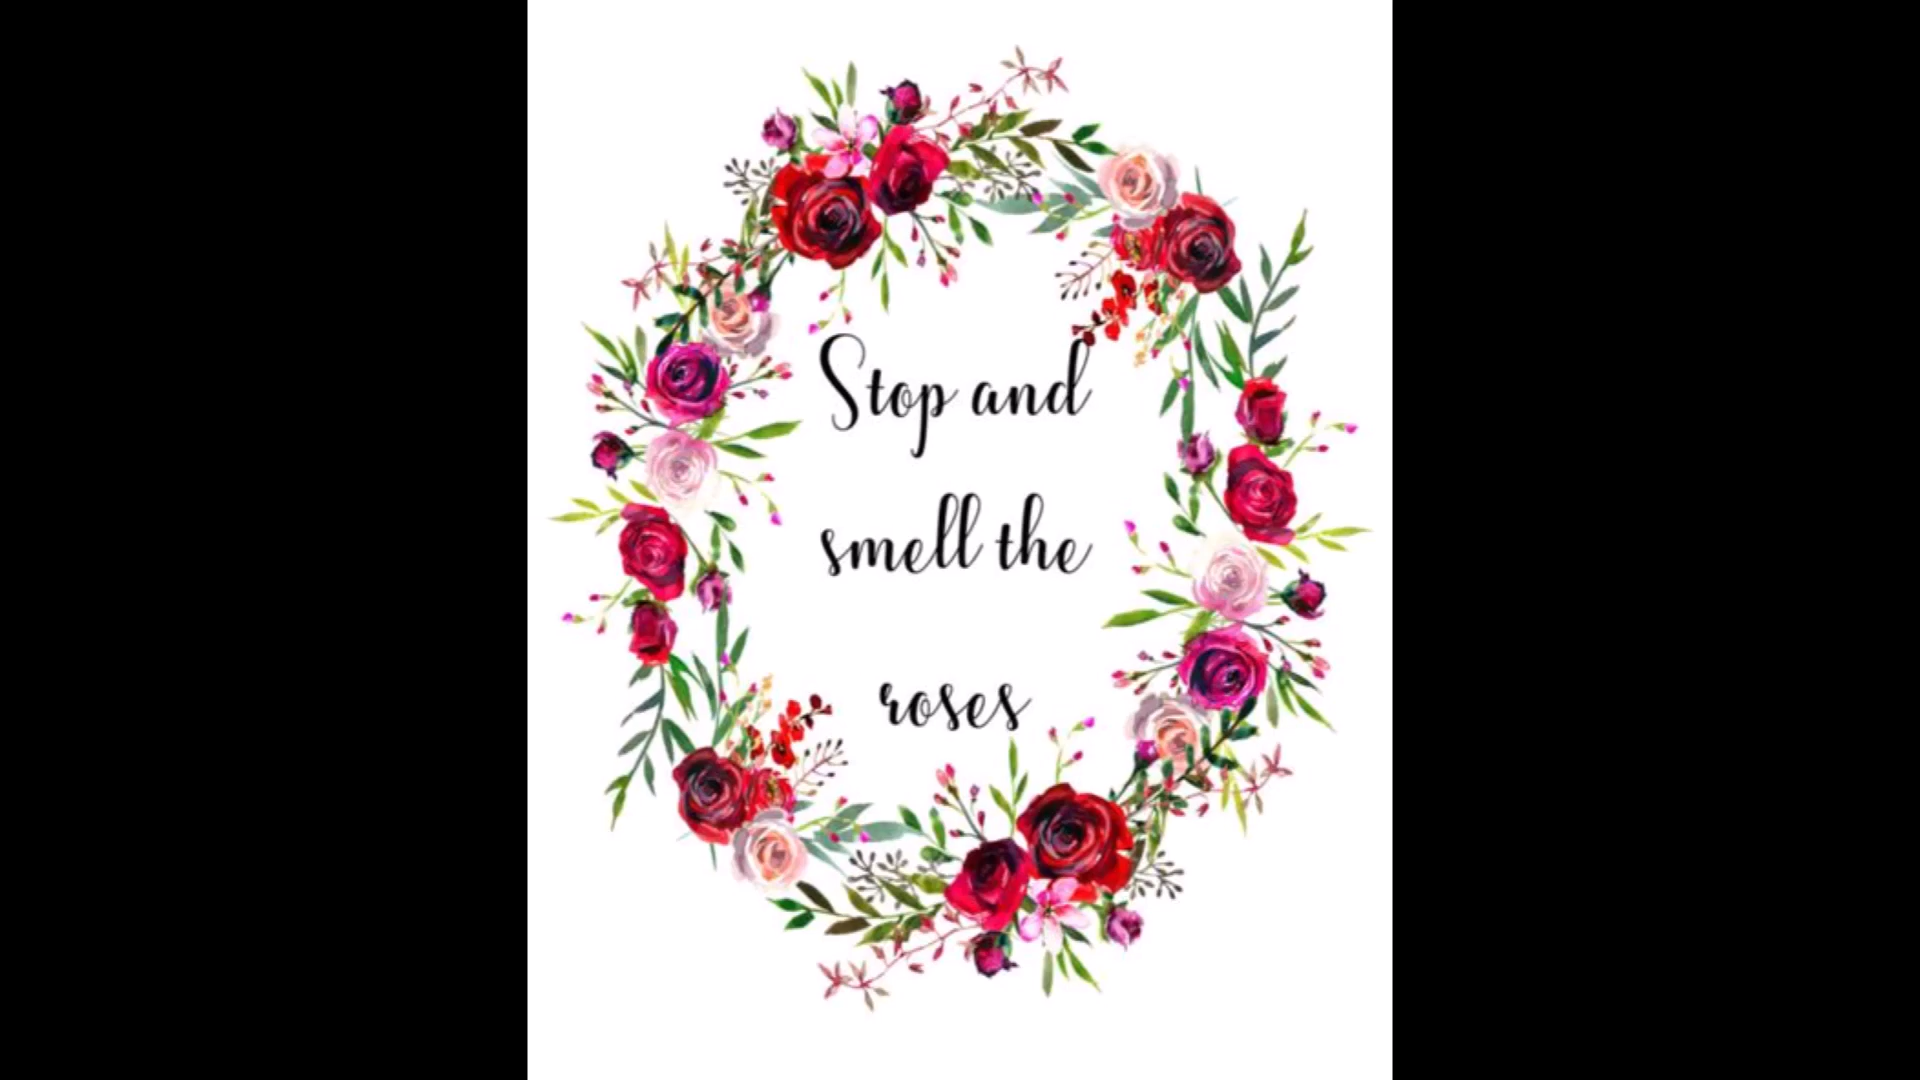 Stop and
smell the
roses